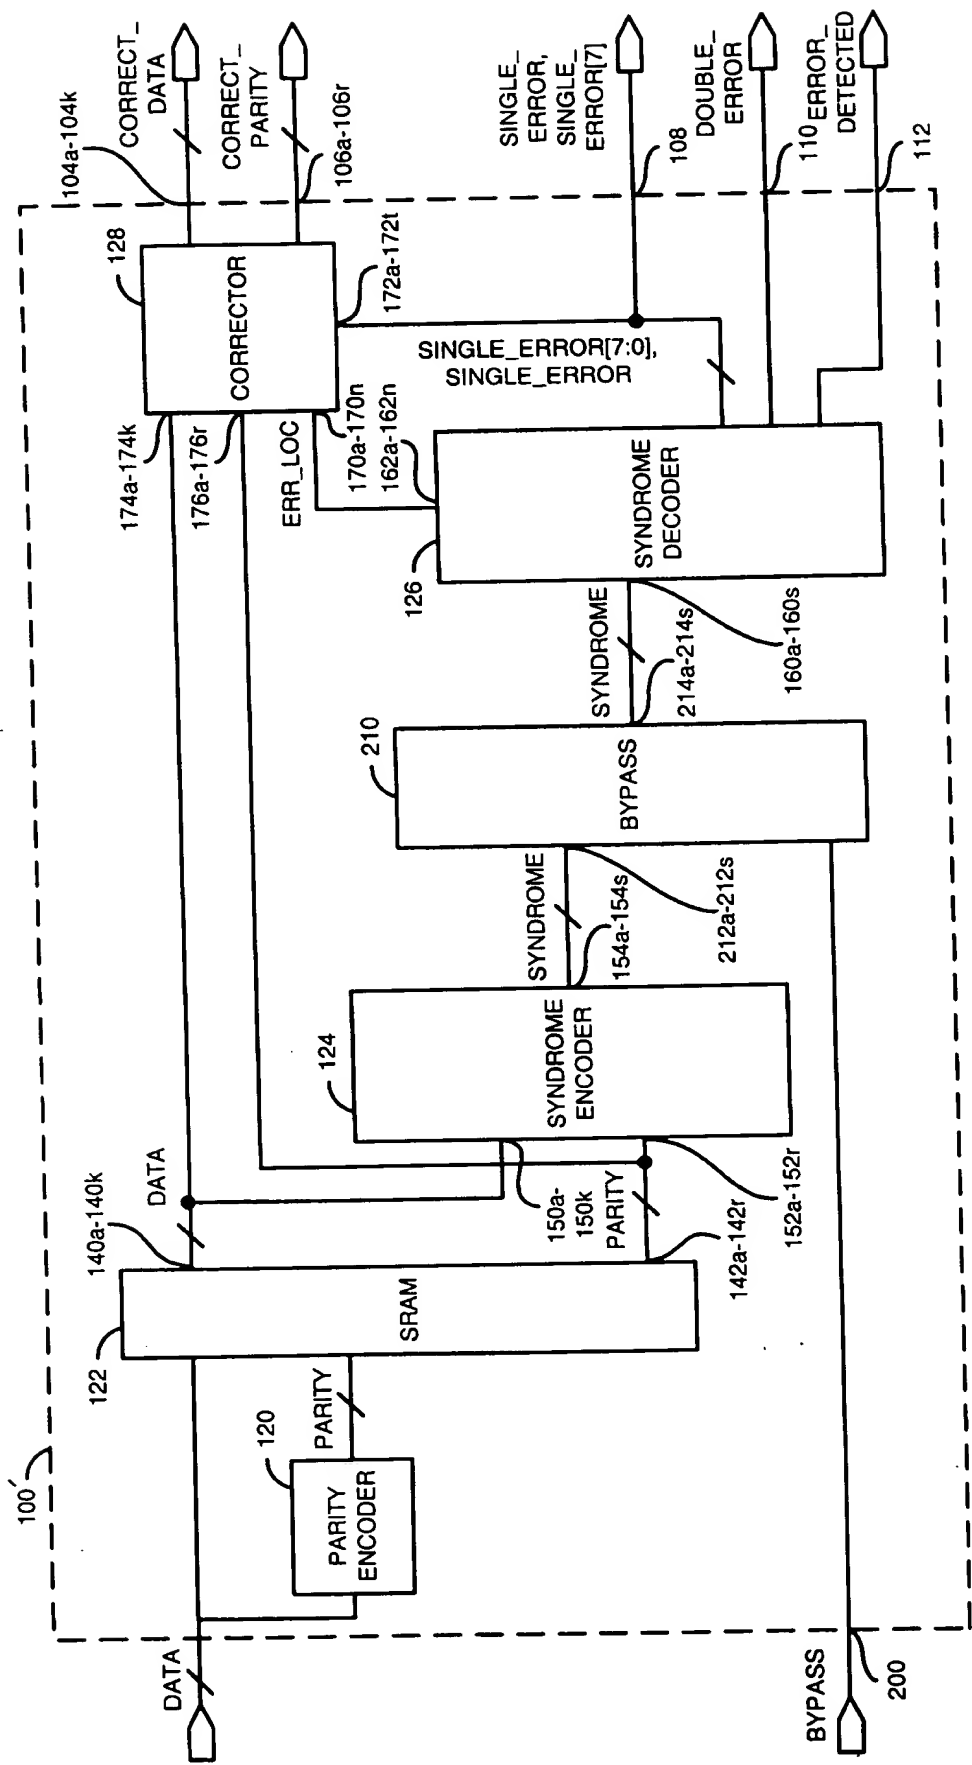 100′
DATA
BYPASS
200
PARITY
ENCODER
120
PARITY
122
SRAM
140a-140k
DATA
142a-142r
PARITY
150a-
150k
152a-152r
124
SYNDROME
ENCODER
SYNDROME
154a-154s
212a-212s
210
BYPASS
SYNDROME
214a-214s
160a-160s
126
SYNDROME
DECODER
162a-162n
170a-170n
ERR_LOC
174a-174k
176a-176r
128
CORRECTOR
172a-172t
SINGLE_ERROR[7:0],
SINGLE_ERROR
104a-104k
CORRECT_
DATA
CORRECT_
PARITY
106a-106r
SINGLE_
ERROR,
SINGLE_
ERROR[7]
108
DOUBLE_
ERROR
110
ERROR_
DETECTED
112